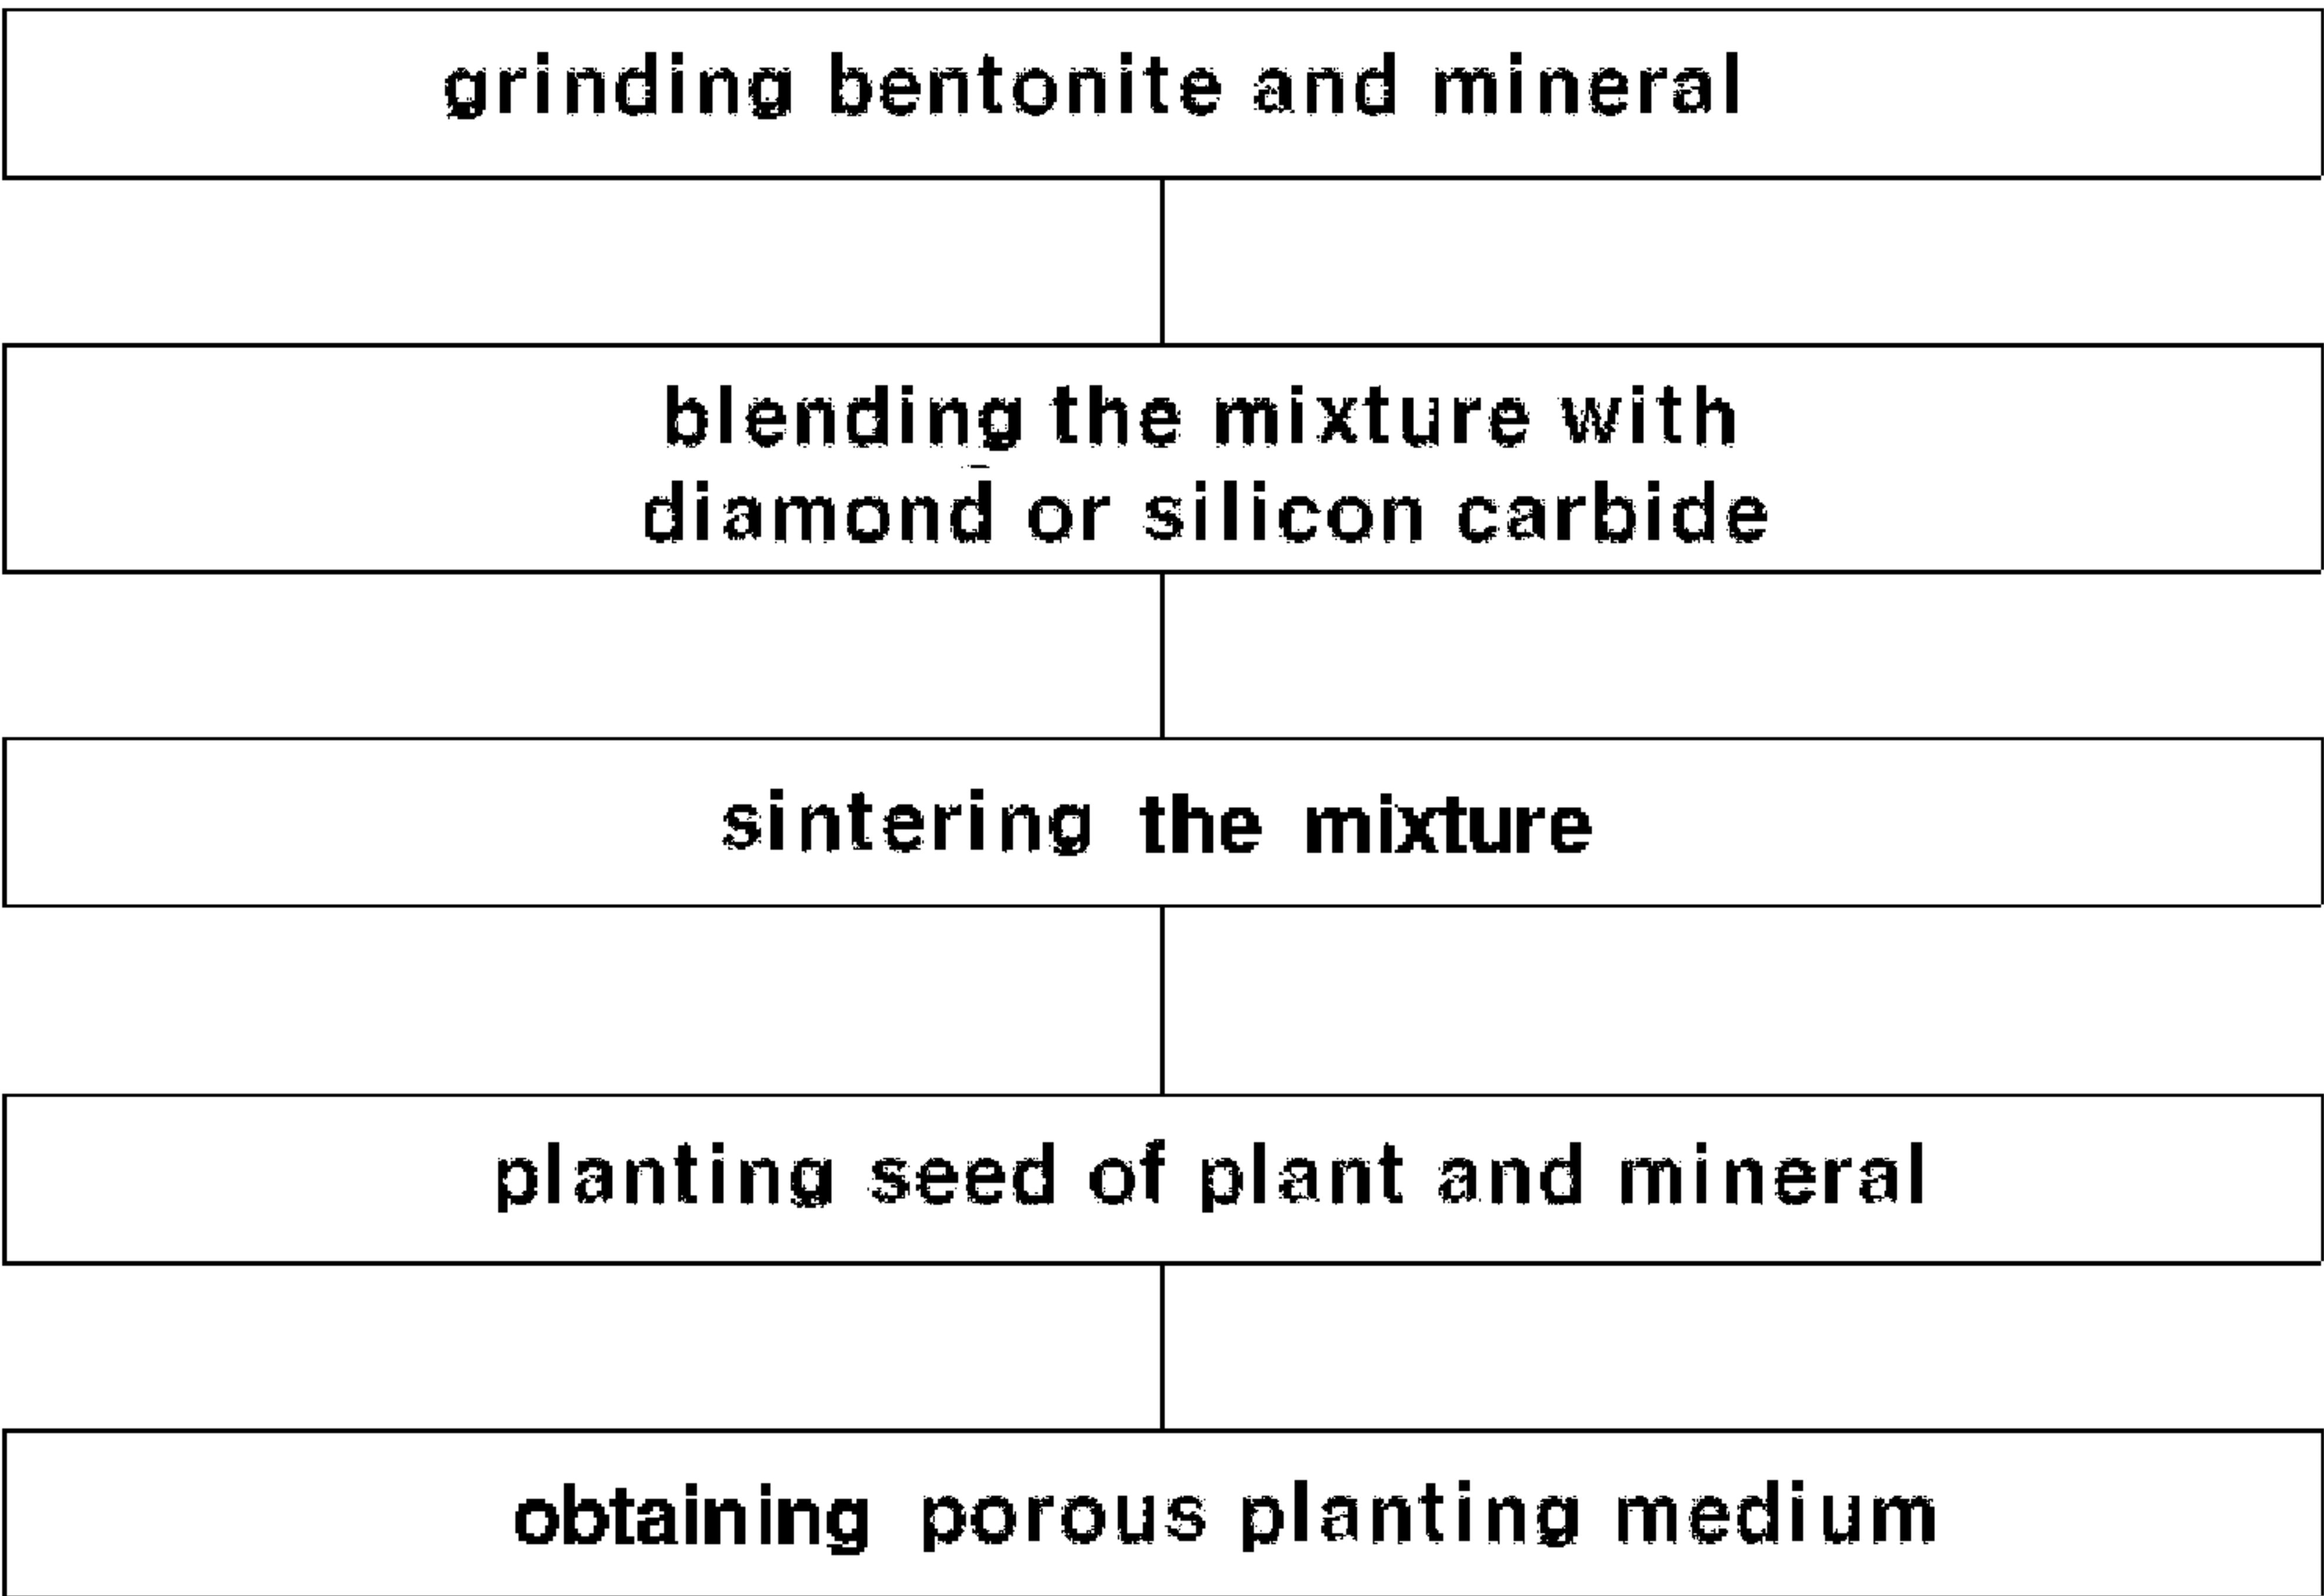 grinding bentonite and mineral
blending the mixture with
diamond or silicon carbide
sintering the mixture
planting seed of plant and mineral
obtaining porous planting medium